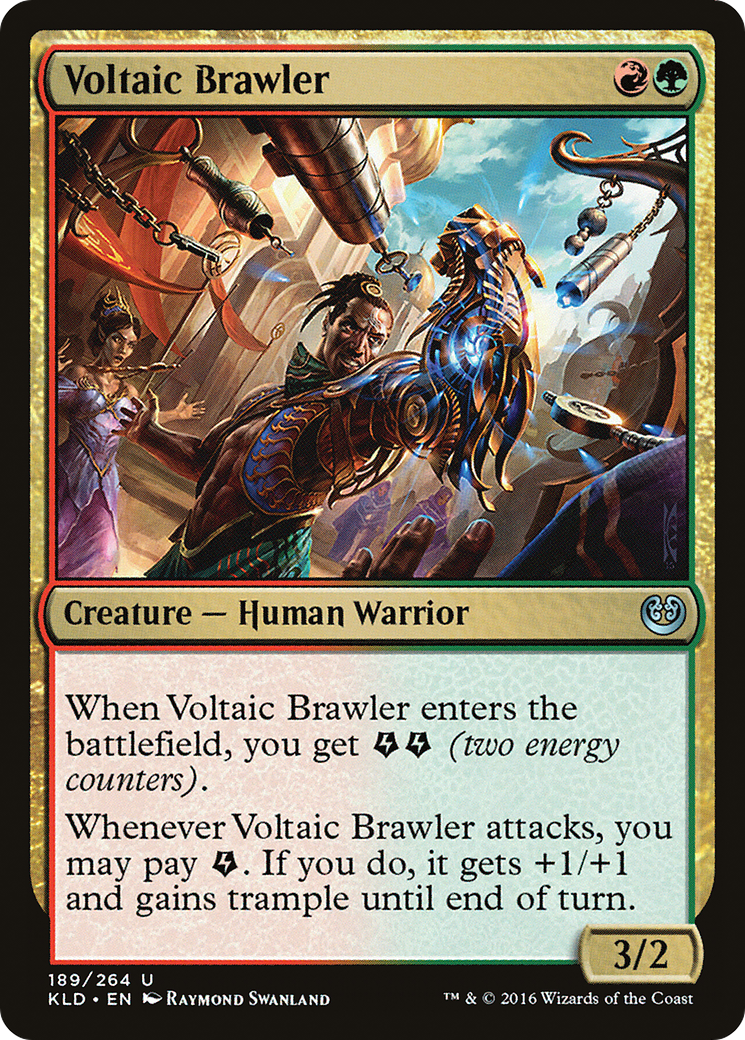 Voltaic Brawler
Creature — Human Warrior
When Voltaic Brawler enters the
battlefield, you get (two energy
counters).
Whenever Voltaic Brawler attacks, you
may pay . If you do, it gets +1/+1
and gains trample until end of turn.
3/2
189/264 U
KLD • EN Raymond Swanland
™ & © 2016 Wizards of the Coast